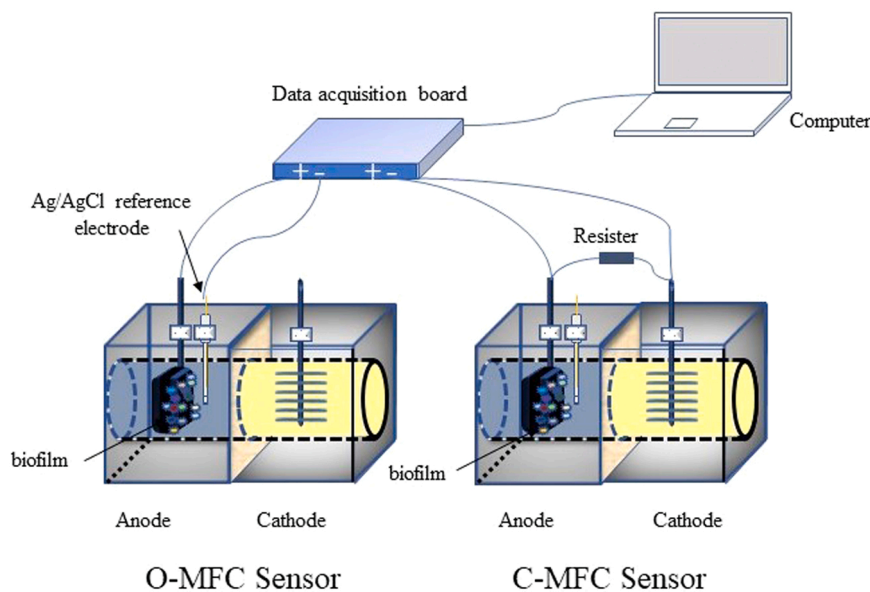 Data acquisition board
Computer
Ag/AgCl reference
electrode
Resister
+ - + -
biofilm
biofilm
Anode
Cathode
Anode
Cathode
O-MFC Sensor
C-MFC Sensor